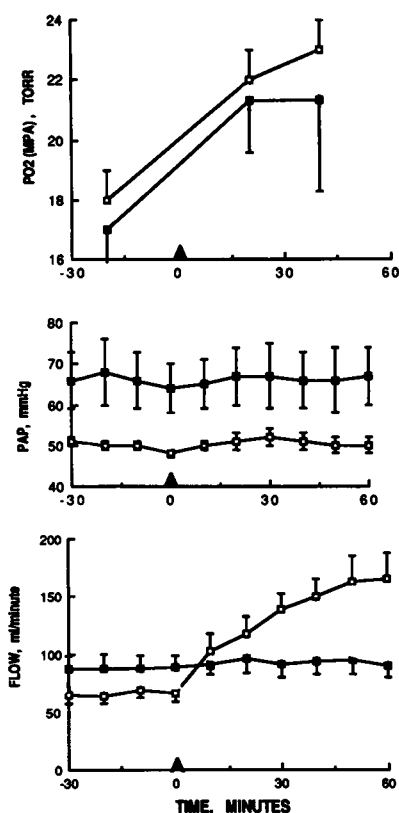 24
22
20
18
16
PO2 (MPA), TORR
-30 0 30 60
80
70
60
50
40
PAP, mmHg
-30 0 30 60
200
150
100
50
0
FLOW, ml/minute
-30 0 30 60
TIME, MINUTES